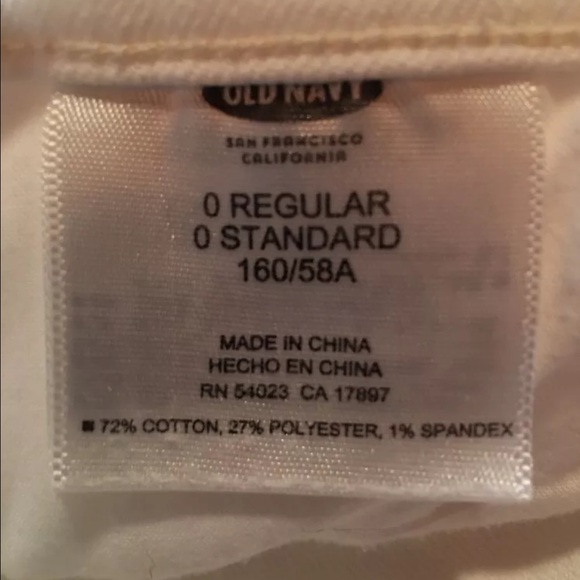 OLD NAVY
SAN FRANCISCO
CALIFORNIA
0 REGULAR
0 STANDARD
160/58A
MADE IN CHINA
HECHO EN CHINA
RN 54023 CA 17897
72% COTTON, 27% POLYESTER, 1% SPANDEX